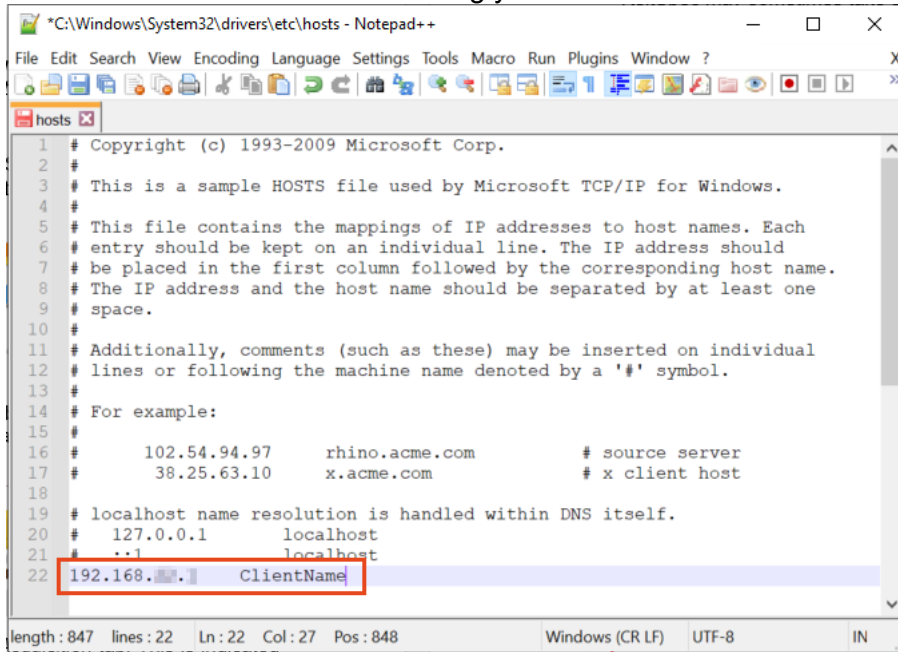 *C:\Windows\System32\drivers\etc\hosts - Notepad++
File Edit Search View Encoding Language Settings Tools Macro Run Plugins Window ? X
hosts
1 # Copyright (c) 1993-2009 Microsoft Corp.
2 #
3 # This is a sample HOSTS file used by Microsoft TCP/IP for Windows.
4 #
5 # This file contains the mappings of IP addresses to host names. Each
6 # entry should be kept on an individual line. The IP address should
7 # be placed in the first column followed by the corresponding host name.
8 # The IP address and the host name should be separated by at least one
9 # space.
10 #
11 # Additionally, comments (such as these) may be inserted on individual
12 # lines or following the machine name denoted by a '#' symbol.
13 #
14 # For example:
15 #
16 # 102.54.94.97 rhino.acme.com # source server
17 # 38.25.63.10 x.acme.com # x client host
18
19 # localhost name resolution is handled within DNS itself.
20 # 127.0.0.1 localhost
21 # ::1 localhost
22 192.168. . ClientName
length : 847 lines : 22 Ln : 22 Col : 27 Pos : 848 Windows (CR LF) UTF-8 IN